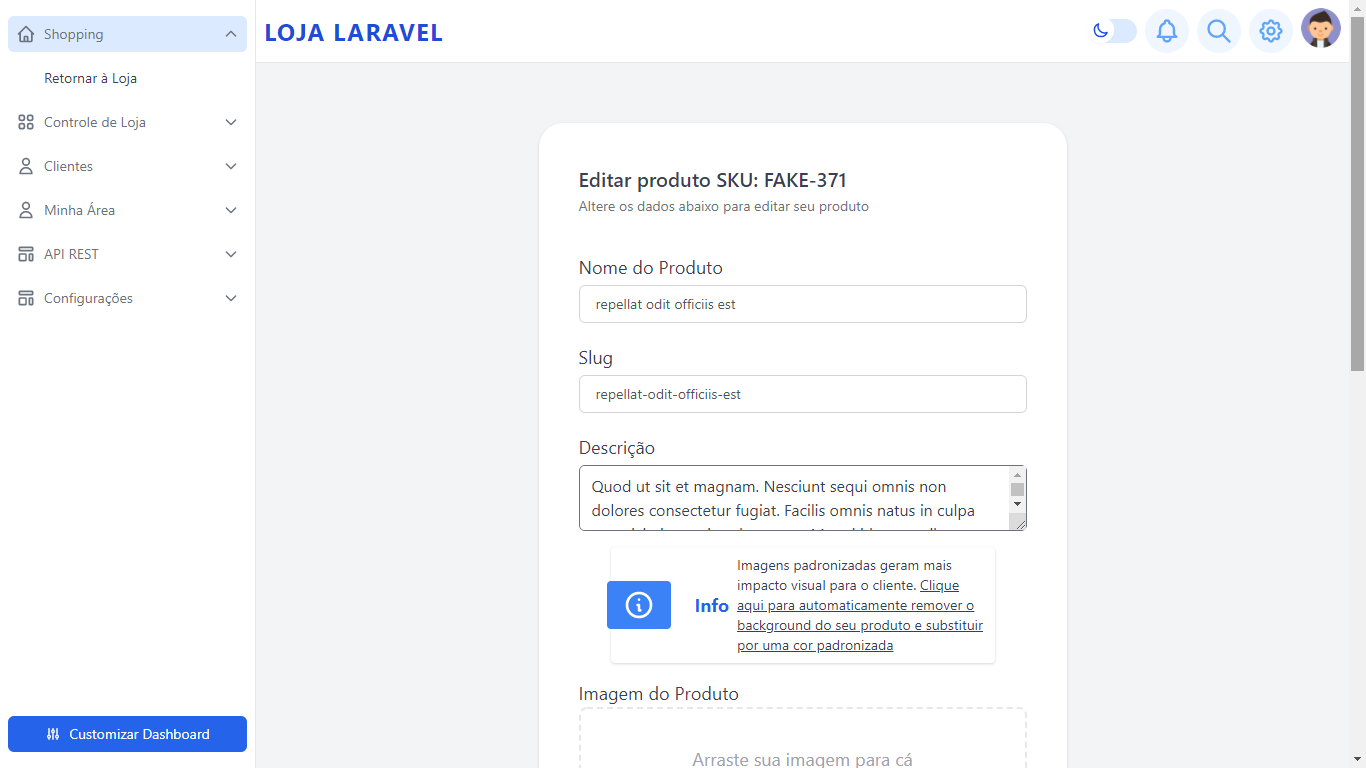 Shopping
Retornar à Loja
Controle de Loja
Clientes
Minha Área
API REST
Configurações
Customizar Dashboard
LOJA LARAVEL
Editar produto SKU: FAKE-371
Altere os dados abaixo para editar seu produto
Nome do Produto
repellat odit officiis est
Slug
repellat-odit-officiis-est
Descrição
Quod ut sit et magnam. Nesciunt sequi omnis non
dolores consectetur fugiat. Facilis omnis natus in culpa
Info
Imagens padronizadas geram mais
impacto visual para o cliente. Clique
aqui para automaticamente remover o
background do seu produto e substituir
por uma cor padronizada
Imagem do Produto
Arraste sua imagem para cá